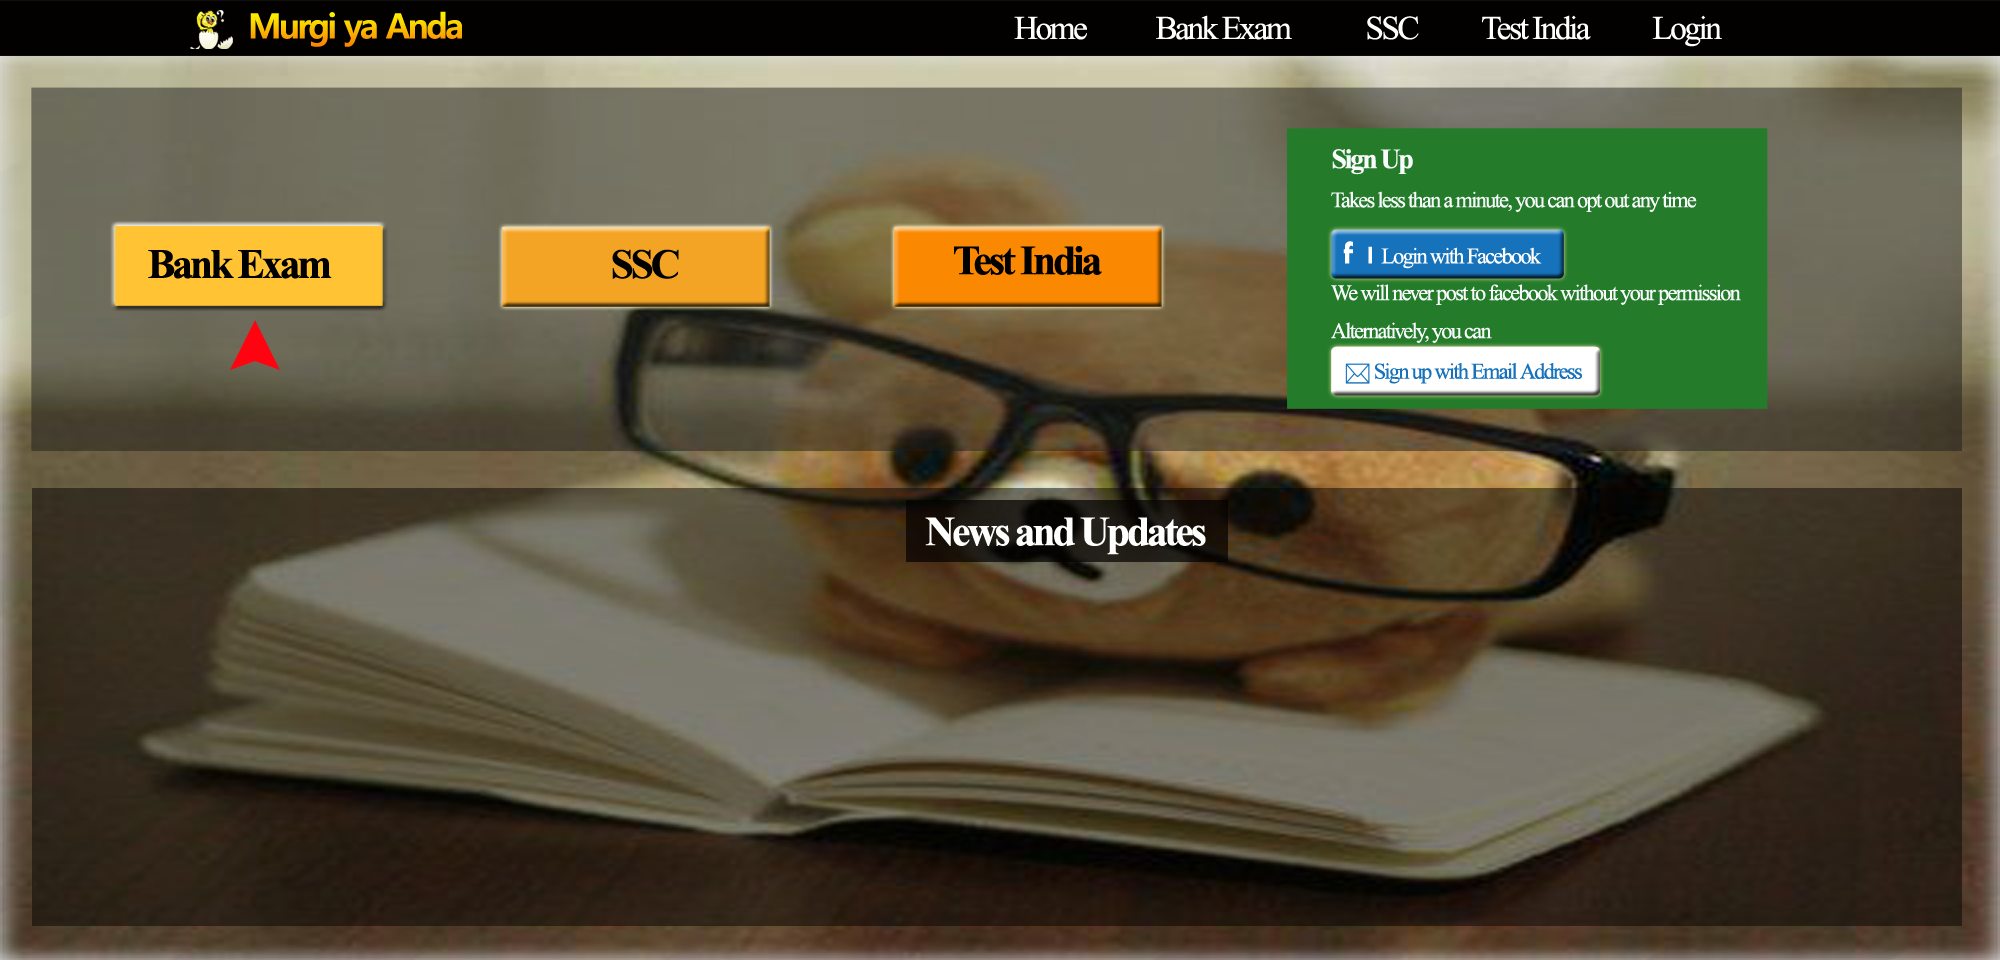 Murgi ya Anda
Home Bank Exam SSC Test India Login
Bank Exam
SSC
Test India
Sign Up
Takes less than a minute, you can opt out any time
f | Login with Facebook
We will never post to facebook without your permission
Alternatively, you can
Sign up with Email Address
News and Updates